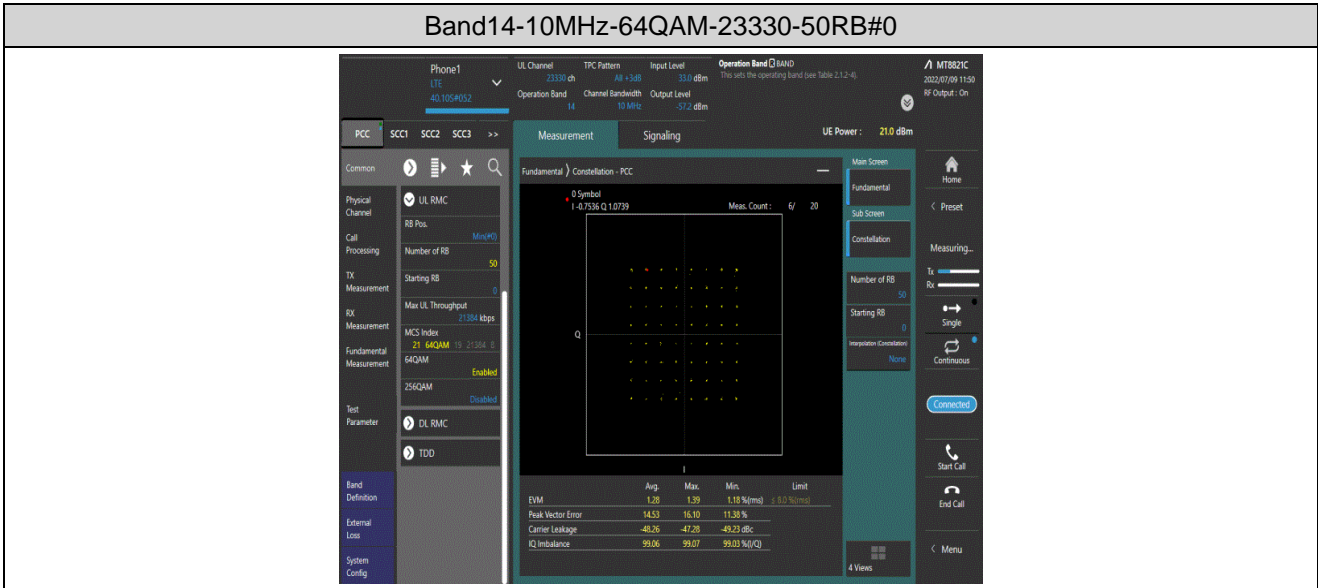 Band14-10MHz-64QAM-23330-50RB#0
Phone1
LTE
40.105#052
UL Channel
23330 ch
TPC Pattern
All +3dB
Input Level
33.0 dBm
Operation Band
14
Channel Bandwidth
10 MHz
Output Level
-57.2 dBm
Operation Band BAND
This sets the operating band (see Table 2.1.2-4).
MT8821C
2022/07/09 11:50
RF Output : On
PCC SCC1 SCC2 SCC3 >>
Measurement
Signaling
UE Power : 21.0 dBm
Common
Physical
Channel
Call
Processing
TX
Measurement
RX
Measurement
Fundamental
Measurement
Test
Parameter
Band
Definition
External
Loss
System
Config
UL RMC
RB Pos.
Min(#0)
Number of RB
50
Starting RB
0
Max UL Throughput
21384 kbps
MCS Index
21 64QAM 19 21384 8
64QAM
Enabled
256QAM
Disabled
DL RMC
TDD
Fundamental Constellation - PCC
0 Symbol
I -0.7536 Q 1.0739
Meas. Count : 6/ 20
Q
I
Avg. Max. Min. Limit
EVM 1.28 1.39 1.18 %(rms) ≤ 8.0 %(rms)
Peak Vector Error 14.53 16.10 11.38 %
Carrier Leakage -48.26 -47.28 -49.23 dBc
IQ Imbalance 99.06 99.07 99.03 %(I/Q)
Main Screen
Fundamental
Sub Screen
Constellation
Number of RB
50
Starting RB
0
Interpolation (Constellation)
None
4 Views
Home
< Preset
Measuring...
Tx
Rx
Single
Continuous
Connected
Start Call
End Call
< Menu